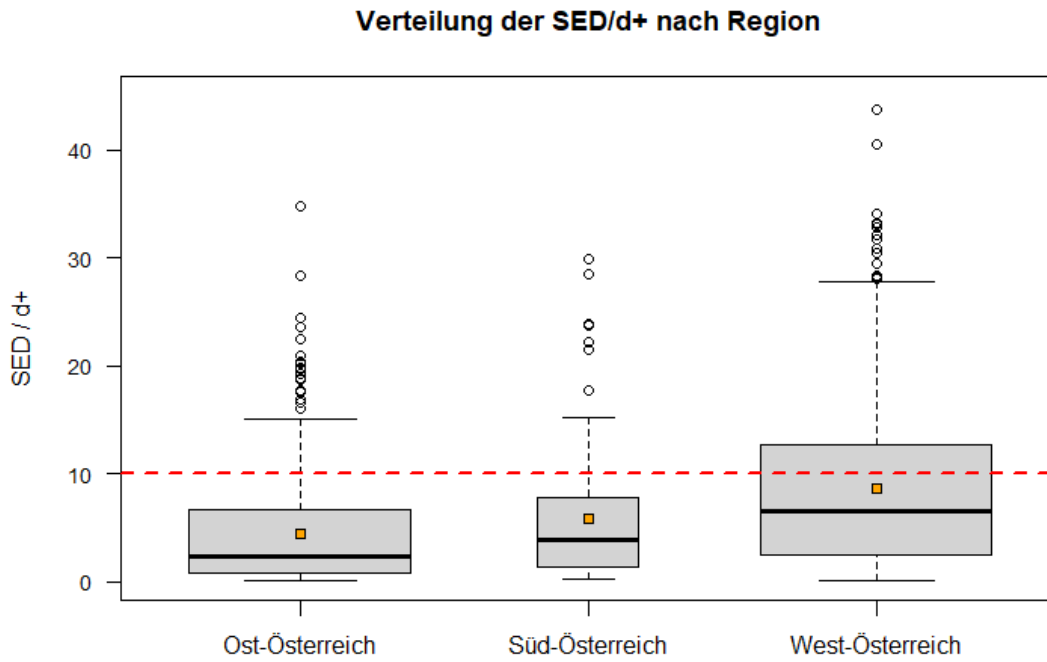 Verteilung der SED/d+ nach Region
SED / d+
40
30
20
10
0
Ost-Österreich
Süd-Österreich
West-Österreich